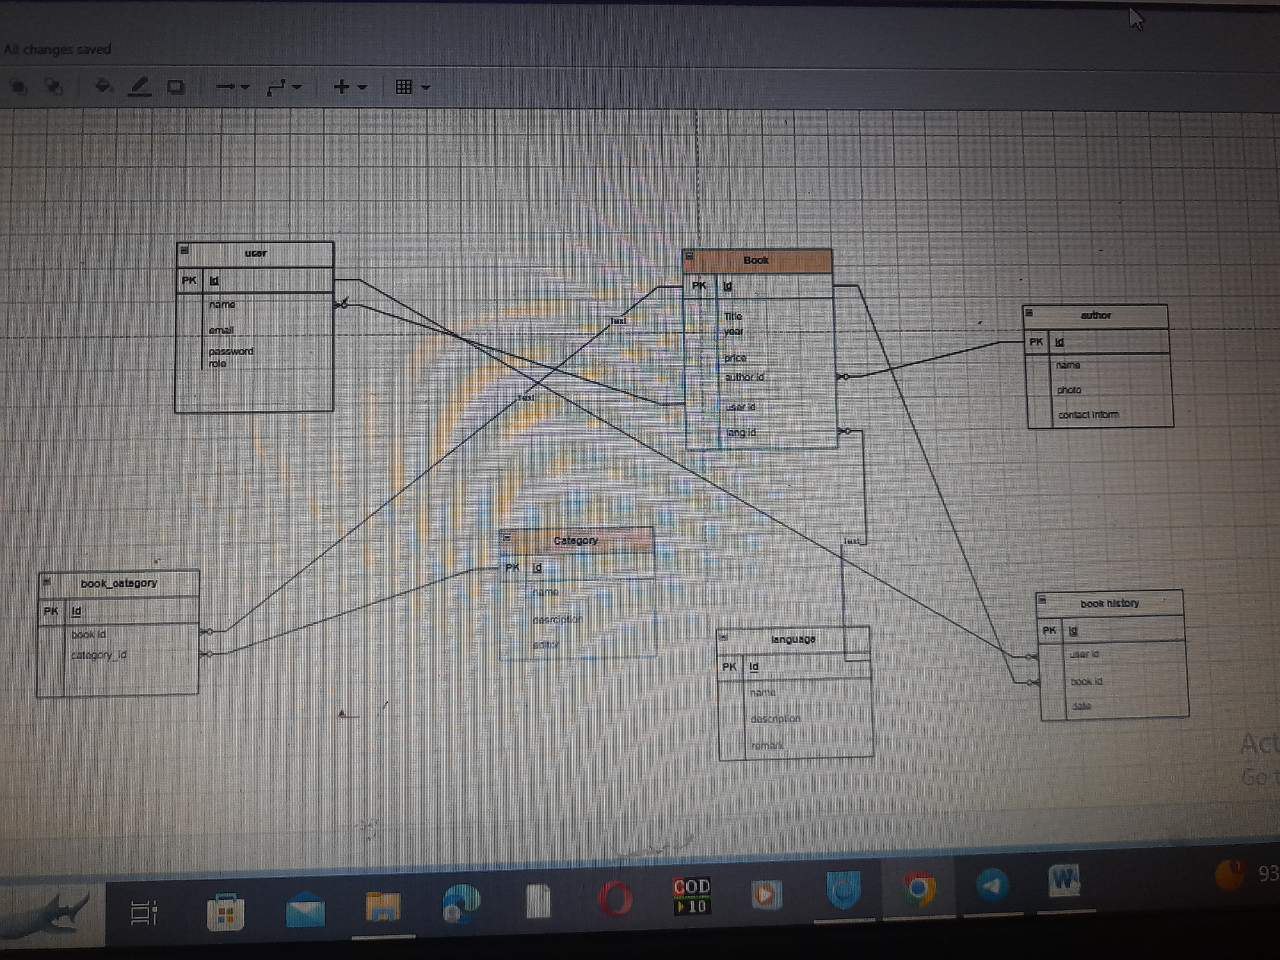 All changes saved
user
PK Id
name
email
password
role
Book
PK Id
Title
year
price
author id
user id
lang id
author
PK Id
name
photo
contact inform
Text
Text
book_category
PK Id
book id
category_id
Category
PK Id
name
description
editor
Text
language
PK Id
name
description
remark
book history
PK Id
user id
book id
date
Act
Go
COD
10
W
93